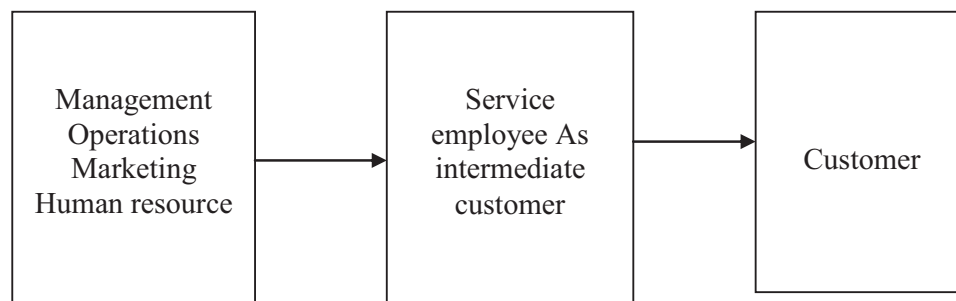 Management
Operations
Marketing
Human resource
Service
employee As
intermediate
customer
Customer